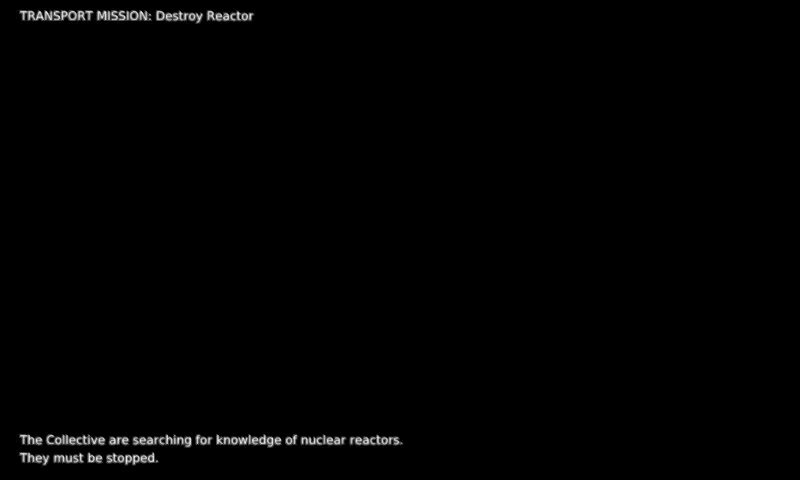 TRANSPORT MISSION: Destroy Reactor
The Collective are searching for knowledge of nuclear reactors.
They must be stopped.